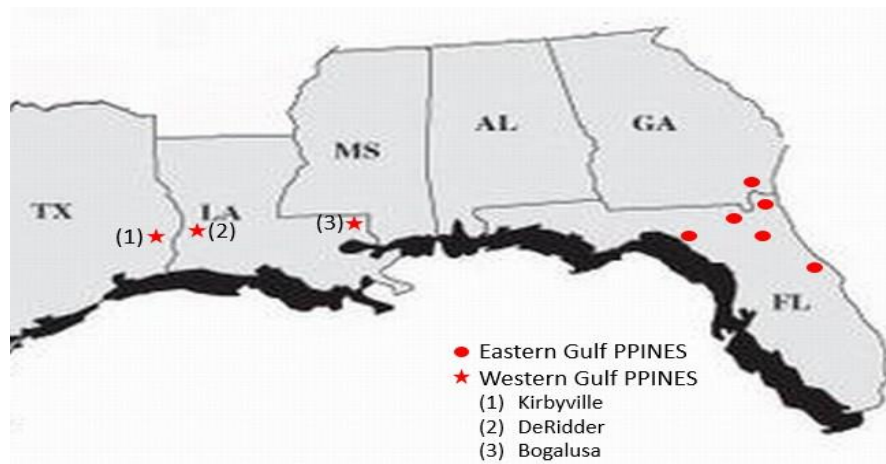 AL
GA
MS
TX
LA
(1)
(2)
(3)
FL
Eastern Gulf PPINES
Western Gulf PPINES
(1) Kirbyville
(2) DeRidder
(3) Bogalusa